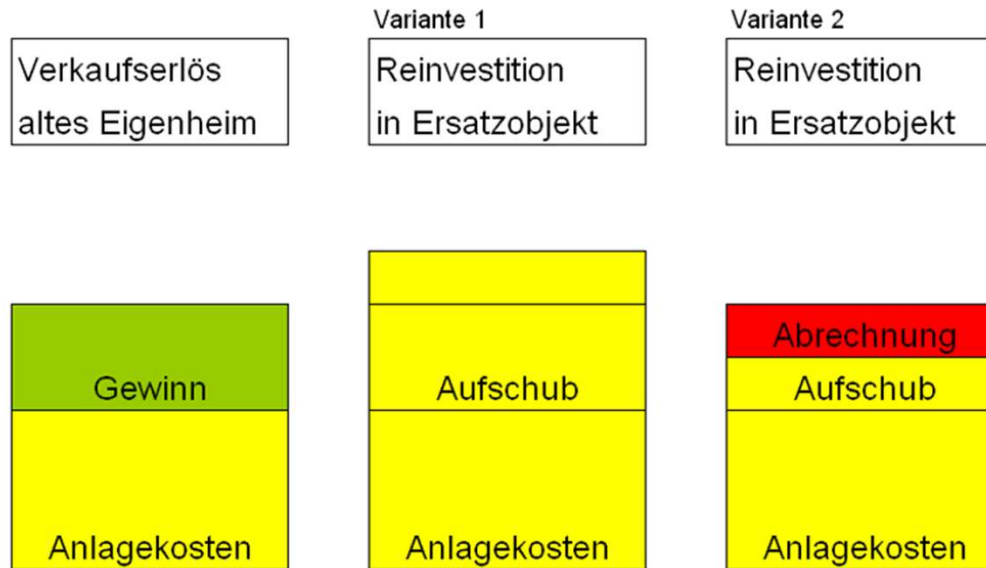 Variante 1
Variante 2
Verkaufserlös
altes Eigenheim
Reinvestition
in Ersatzobjekt
Reinvestition
in Ersatzobjekt
Gewinn
Anlagekosten
Aufschub
Anlagekosten
Abrechnung
Aufschub
Anlagekosten